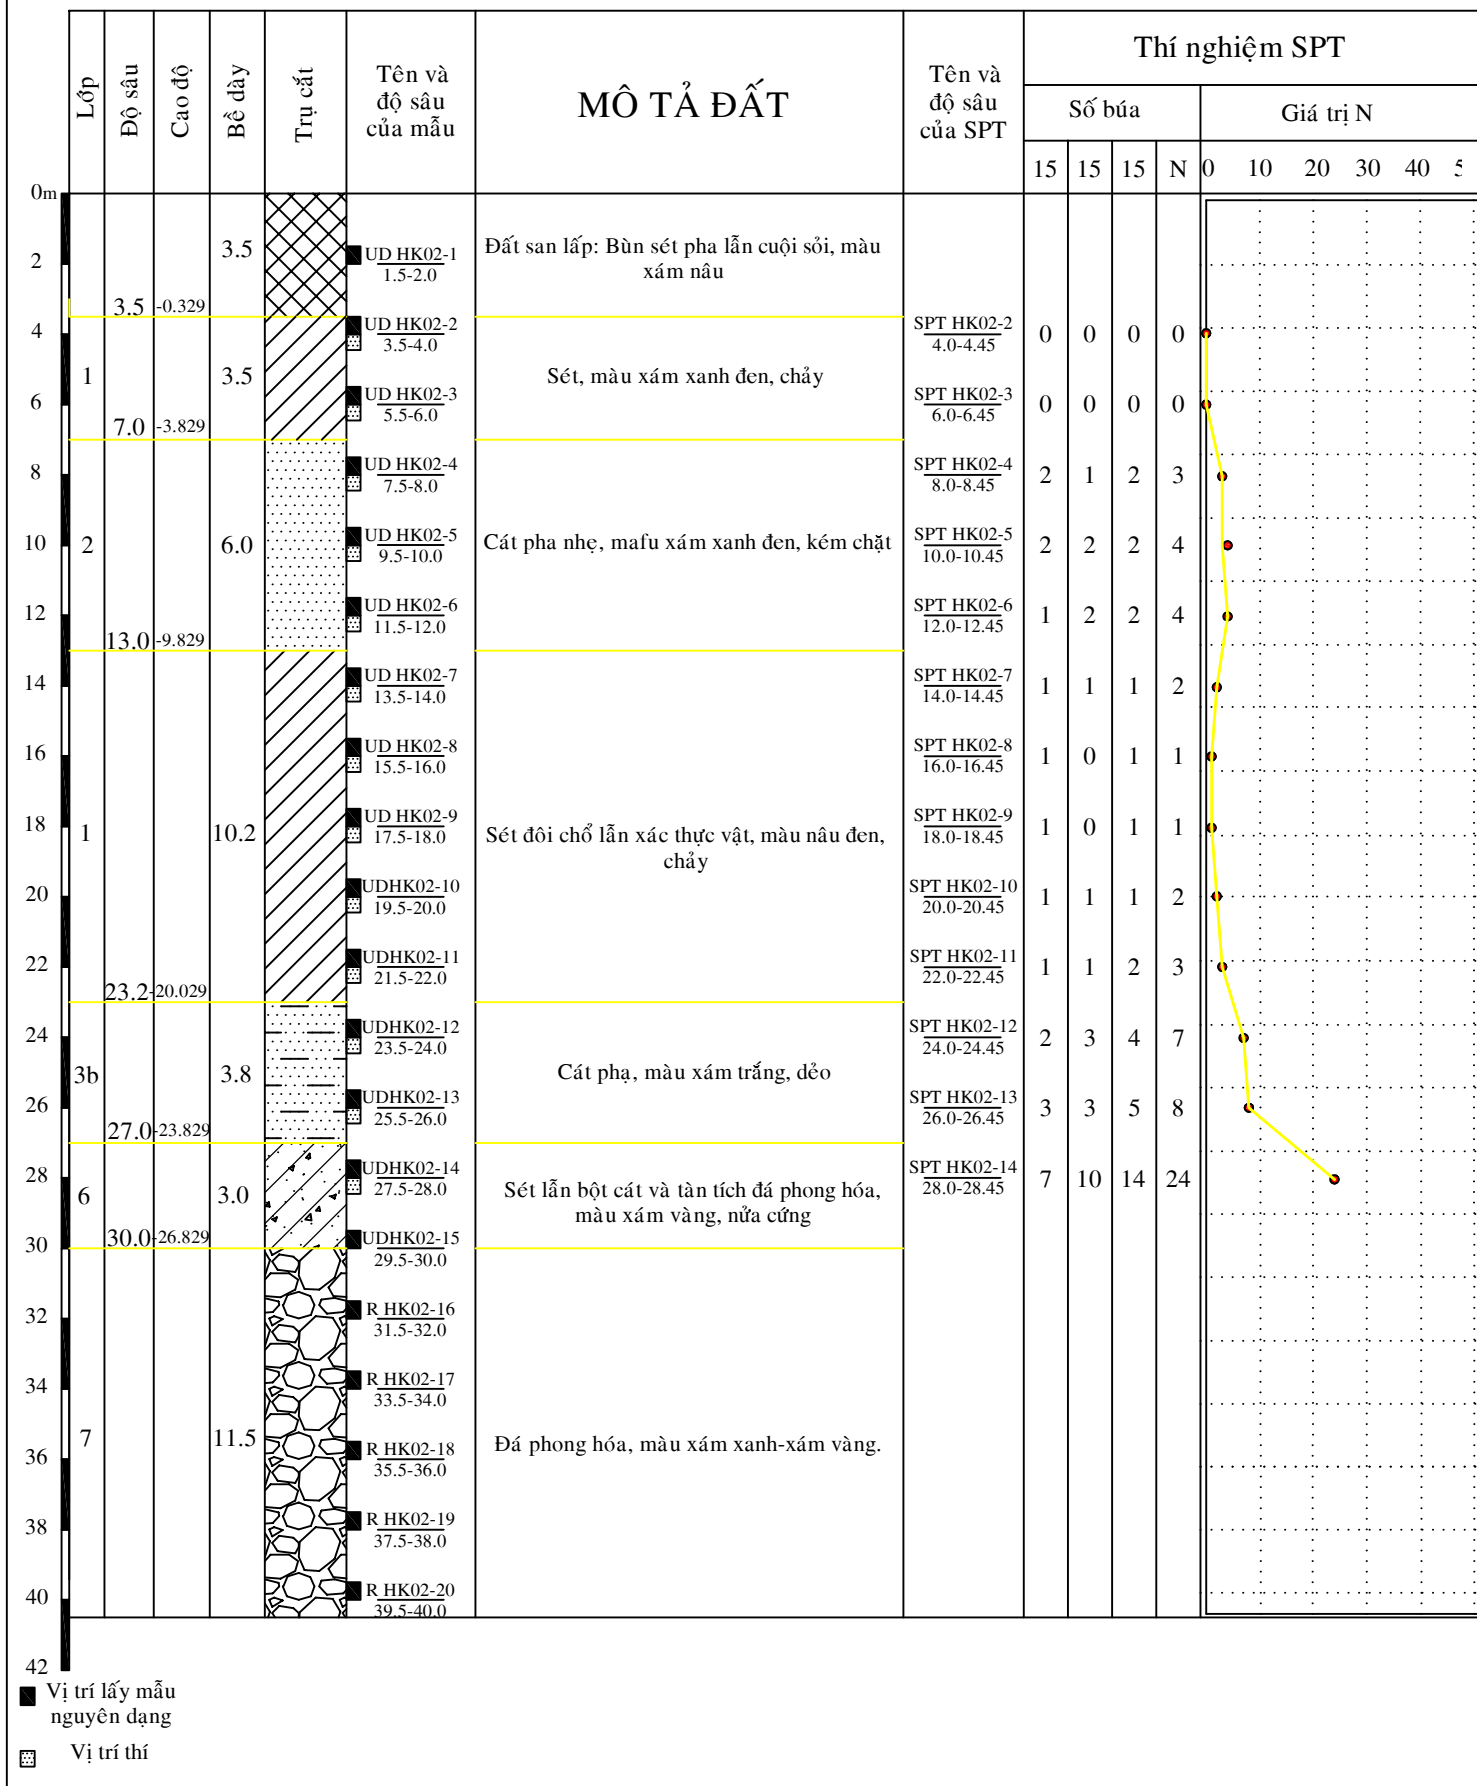 Lớp
Độ sâu
Cao độ
Bề dày
Trụ cắt
Tên và
độ sâu
của mẫu
MÔ TẢ ĐẤT
Tên và
độ sâu
của SPT
Thí nghiệm SPT
Số búa
Giá trị N
15 15 15 N
0 10 20 30 40
0m
3.5
UD HK02-1
1.5-2.0
Đất san lấp: Bùn sét pha lẫn cuội sỏi, màu
xám nâu
2
3.5 -0.329
UD HK02-2
3.5-4.0
SPT HK02-2
4.0-4.45
4
0 0 0 0
1
3.5
Sét, màu xám xanh đen, chảy
UD HK02-3
5.5-6.0
SPT HK02-3
6.0-6.45
6
0 0 0 0
7.0 -3.829
UD HK02-4
7.5-8.0
SPT HK02-4
8.0-8.45
8
2 1 2 3
UD HK02-5
9.5-10.0
10
2
6.0
Cát pha nhẹ, mafu xám xanh đen, kém chặt
SPT HK02-5
10.0-10.45
2 2 2 4
UD HK02-6
11.5-12.0
SPT HK02-6
12.0-12.45
12
1 2 2 4
13.0 -9.829
UD HK02-7
13.5-14.0
SPT HK02-7
14.0-14.45
14
1 1 1 2
UD HK02-8
15.5-16.0
SPT HK02-8
16.0-16.45
16
1 0 1 1
UD HK02-9
17.5-18.0
SPT HK02-9
18.0-18.45
18
1
10.2
Sét đôi chổ lẫn xác thực vật, màu nâu đen,
chảy
1 0 1 1
UDHK02-10
19.5-20.0
SPT HK02-10
20.0-20.45
20
1 1 1 2
UDHK02-11
21.5-22.0
SPT HK02-11
22.0-22.45
22
1 1 2 3
23.2 -20.029
UDHK02-12
23.5-24.0
SPT HK02-12
24.0-24.45
24
2 3 4 7
3b
3.8
Cát phạ, màu xám trắng, dẻo
UDHK02-13
25.5-26.0
SPT HK02-13
26.0-26.45
26
3 3 5 8
27.0 -23.829
UDHK02-14
27.5-28.0
SPT HK02-14
28.0-28.45
28
7 10 14 24
6
3.0
Sét lẫn bột cát và tàn tích đá phong hóa,
màu xám vàng, nửa cứng
30.0 -26.829
UDHK02-15
29.5-30.0
30
R HK02-16
31.5-32.0
32
R HK02-17
33.5-34.0
34
7
11.5
Đá phong hóa, màu xám xanh-xám vàng.
R HK02-18
35.5-36.0
36
R HK02-19
37.5-38.0
38
R HK02-20
39.5-40.0
40
42
Vị trí lấy mẫu
nguyên dạng
Vị trí thí